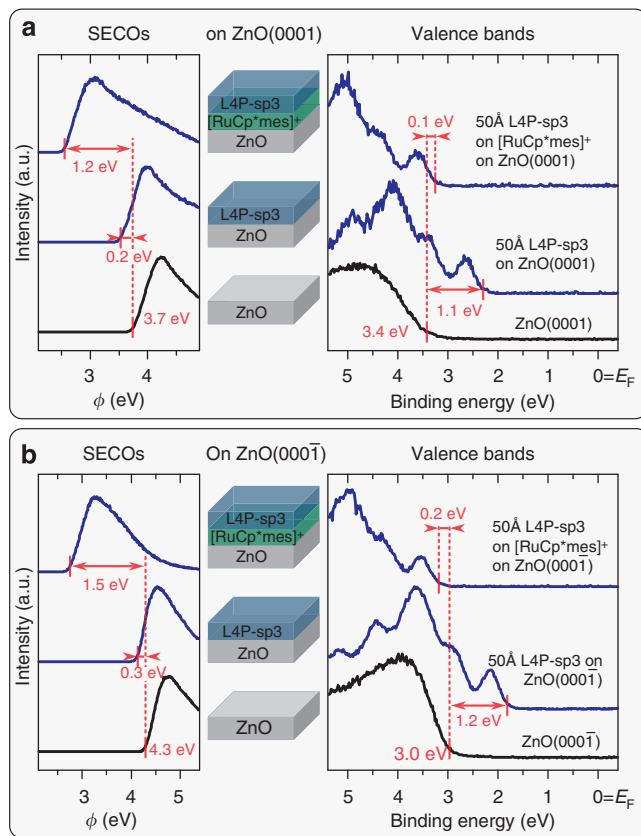 a
SECOs
on ZnO(0001)
Valence bands
Intensity (a.u.)
1.2 eV
0.2 eV
3.7 eV
3
4
ϕ (eV)
L4P-sp3
[RuCp*mes]⁺
ZnO
L4P-sp3
ZnO
ZnO
0.1 eV
50Å L4P-sp3
on [RuCp*mes]⁺
on ZnO(0001)
50Å L4P-sp3
on ZnO(0001)
1.1 eV
3.4 eV
ZnO(0001)
5 4 3 2 1 0=E_F
Binding energy (eV)
b
SECOs
On ZnO(0001̅)
Valence bands
Intensity (a.u.)
1.5 eV
0.3 eV
4.3 eV
3 4 5
ϕ (eV)
L4P-sp3
[RuCp*mes]⁺
ZnO
L4P-sp3
ZnO
ZnO
0.2 eV
50Å L4P-sp3
on [RuCp*mes]⁺
on ZnO(0001̅)
50Å L4P-sp3 on
ZnO(0001̅)
1.2 eV
3.0 eV
ZnO(0001̅)
5 4 3 2 1 0=E_F
Binding energy (eV)